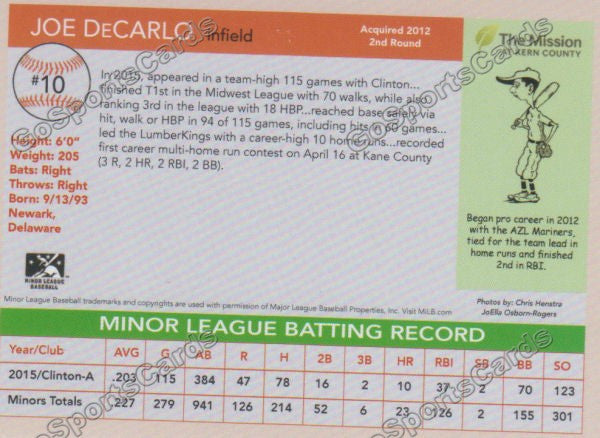 JOE DeCARLO Infield
Acquired 2012
2nd Round
The Mission
AT KERN COUNTY
#10
In 2015, appeared in a team-high 115 games with Clinton...
finished T1st in the Midwest League with 70 walks, while also
ranking 3rd in the league with 18 HBP...reached base safely via
hit, walk or HBP in 94 of 115 games, including hits in 60 games...
led the LumberKings with a career-high 10 home runs...recorded
first career multi-home run contest on April 16 at Kane County
(3 R, 2 HR, 2 RBI, 2 BB).
Height: 6'0"
Weight: 205
Bats: Right
Throws: Right
Born: 9/13/93
Newark,
Delaware
Began pro career in 2012
with the AZL Mariners,
tied for the team lead in
home runs and finished
2nd in RBI.
MINOR LEAGUE
BASEBALL
Photos by: Chris Henstra
JoElla Osborn-Rogers
Minor League Baseball trademarks and copyrights are used with permission of Major League Baseball Properties, Inc. Visit MiLB.com
MINOR LEAGUE BATTING RECORD
Year/Club AVG G AB R H 2B 3B HR RBI SB BB SO
2015/Clinton-A .203 115 384 47 78 16 2 10 37 2 70 123
Minors Totals .227 279 941 126 214 52 6 23 126 2 155 301
GoSportsCards
GoSportsCards
GoSportsCards
GoSportsCards
GoSportsCards
GoSportsCards